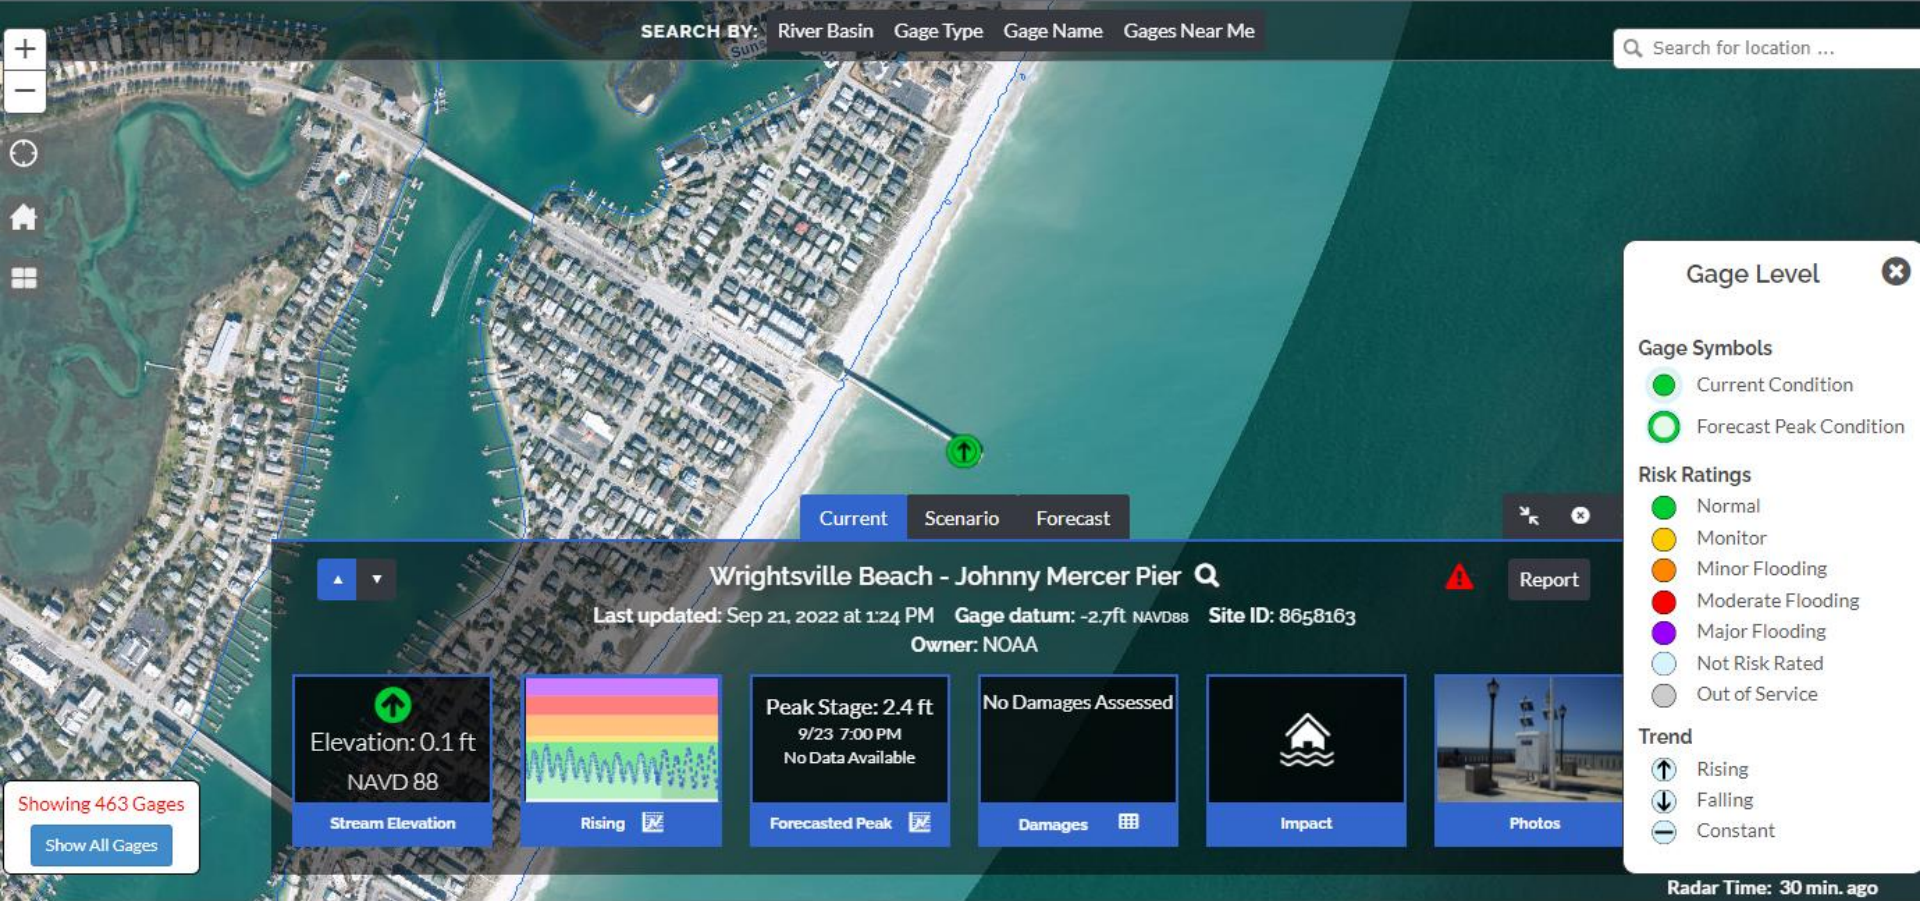 SEARCH BY: River Basin Gage Type Gage Name Gages Near Me
Search for location ...
Suns
Current Scenario Forecast
Wrightsville Beach - Johnny Mercer Pier
Report
Last updated: Sep 21, 2022 at 1:24 PM Gage datum: -2.7ft NAVD88 Site ID: 8658163
Owner: NOAA
Elevation: 0.1 ft
NAVD 88
Stream Elevation
Rising
Peak Stage: 2.4 ft
9/23 7:00 PM
No Data Available
Forecasted Peak
No Damages Assessed
Damages
Impact
Photos
Showing 463 Gages
Show All Gages
Gage Level
Gage Symbols
Current Condition
Forecast Peak Condition
Risk Ratings
Normal
Monitor
Minor Flooding
Moderate Flooding
Major Flooding
Not Risk Rated
Out of Service
Trend
Rising
Falling
Constant
Radar Time: 30 min. ago